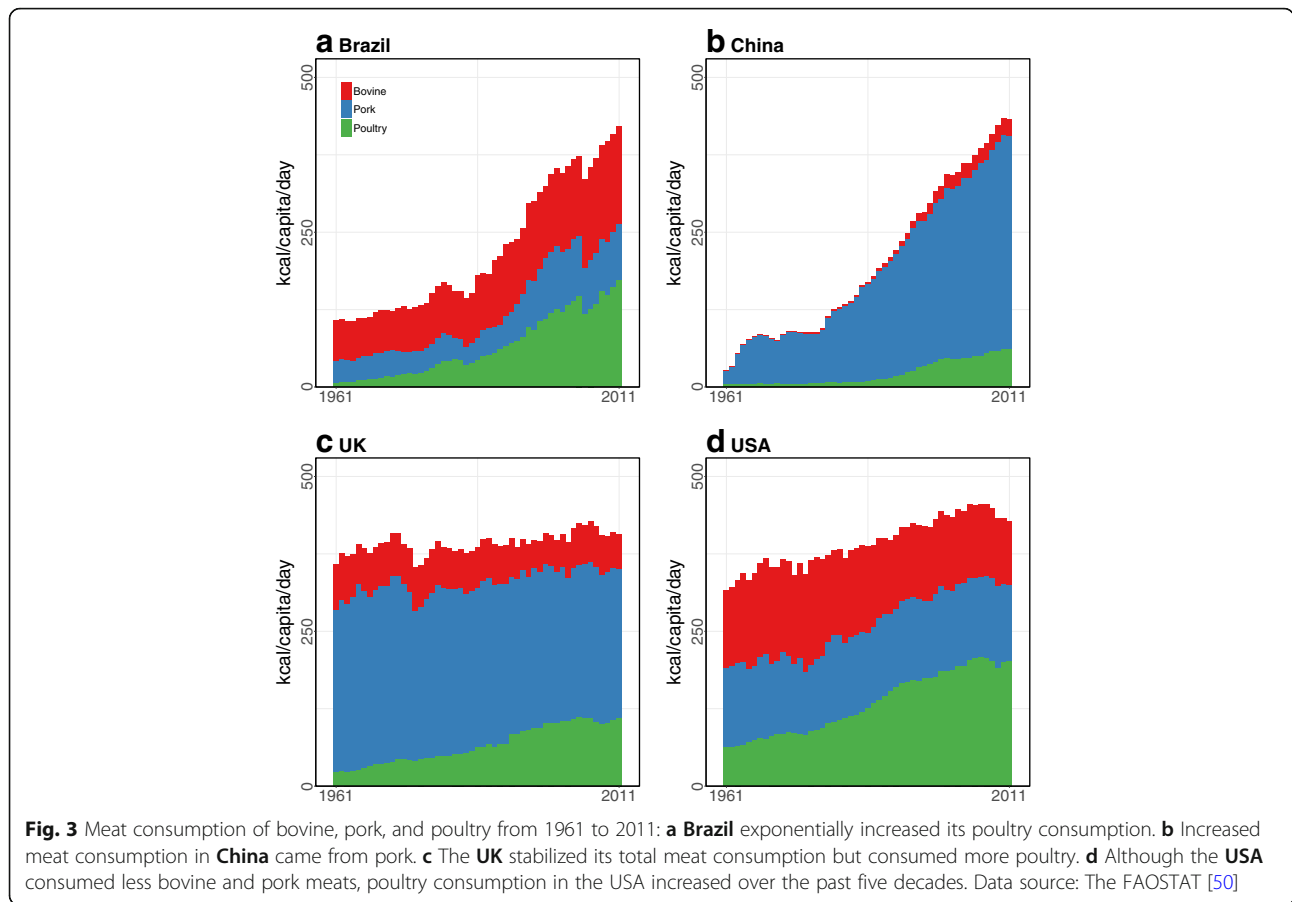 a Brazil
500
Bovine
Pork
Poultry
kcal/capita/day
250
0
1961
2011
b China
500
kcal/capita/day
250
0
1961
2011
c UK
500
kcal/capita/day
250
0
1961
2011
d USA
500
kcal/capita/day
250
0
1961
2011
Fig. 3 Meat consumption of bovine, pork, and poultry from 1961 to 2011: a Brazil exponentially increased its poultry consumption. b Increased
meat consumption in China came from pork. c The UK stabilized its total meat consumption but consumed more poultry. d Although the USA
consumed less bovine and pork meats, poultry consumption in the USA increased over the past five decades. Data source: The FAOSTAT [50]